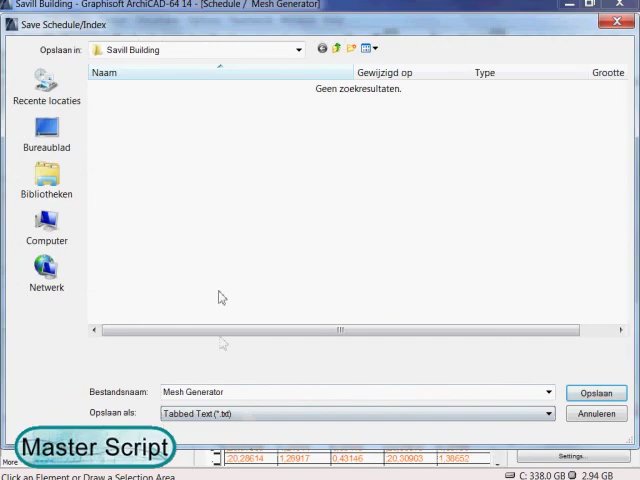 Savill Building - Graphisoft ArchiCAD-64 14 - [Schedule / Mesh Generator]
Save Schedule/Index
Opslaan in:
Savill Building
Naam
Gewijzigd op
Type
Grootte
Geen zoekresultaten.
Recente locaties
Bureaublad
Bibliotheken
Computer
Netwerk
Bestandsnaam:
Mesh Generator
Opslaan
Opslaan als:
Tabbed Text (*.txt)
Annuleren
Master Script
More
20,28614 1,28917 0,43146 20,30903 1,38652
Settings...
Click an Element or Draw a Selection Area
C: 338.0 GB
2.94 GB